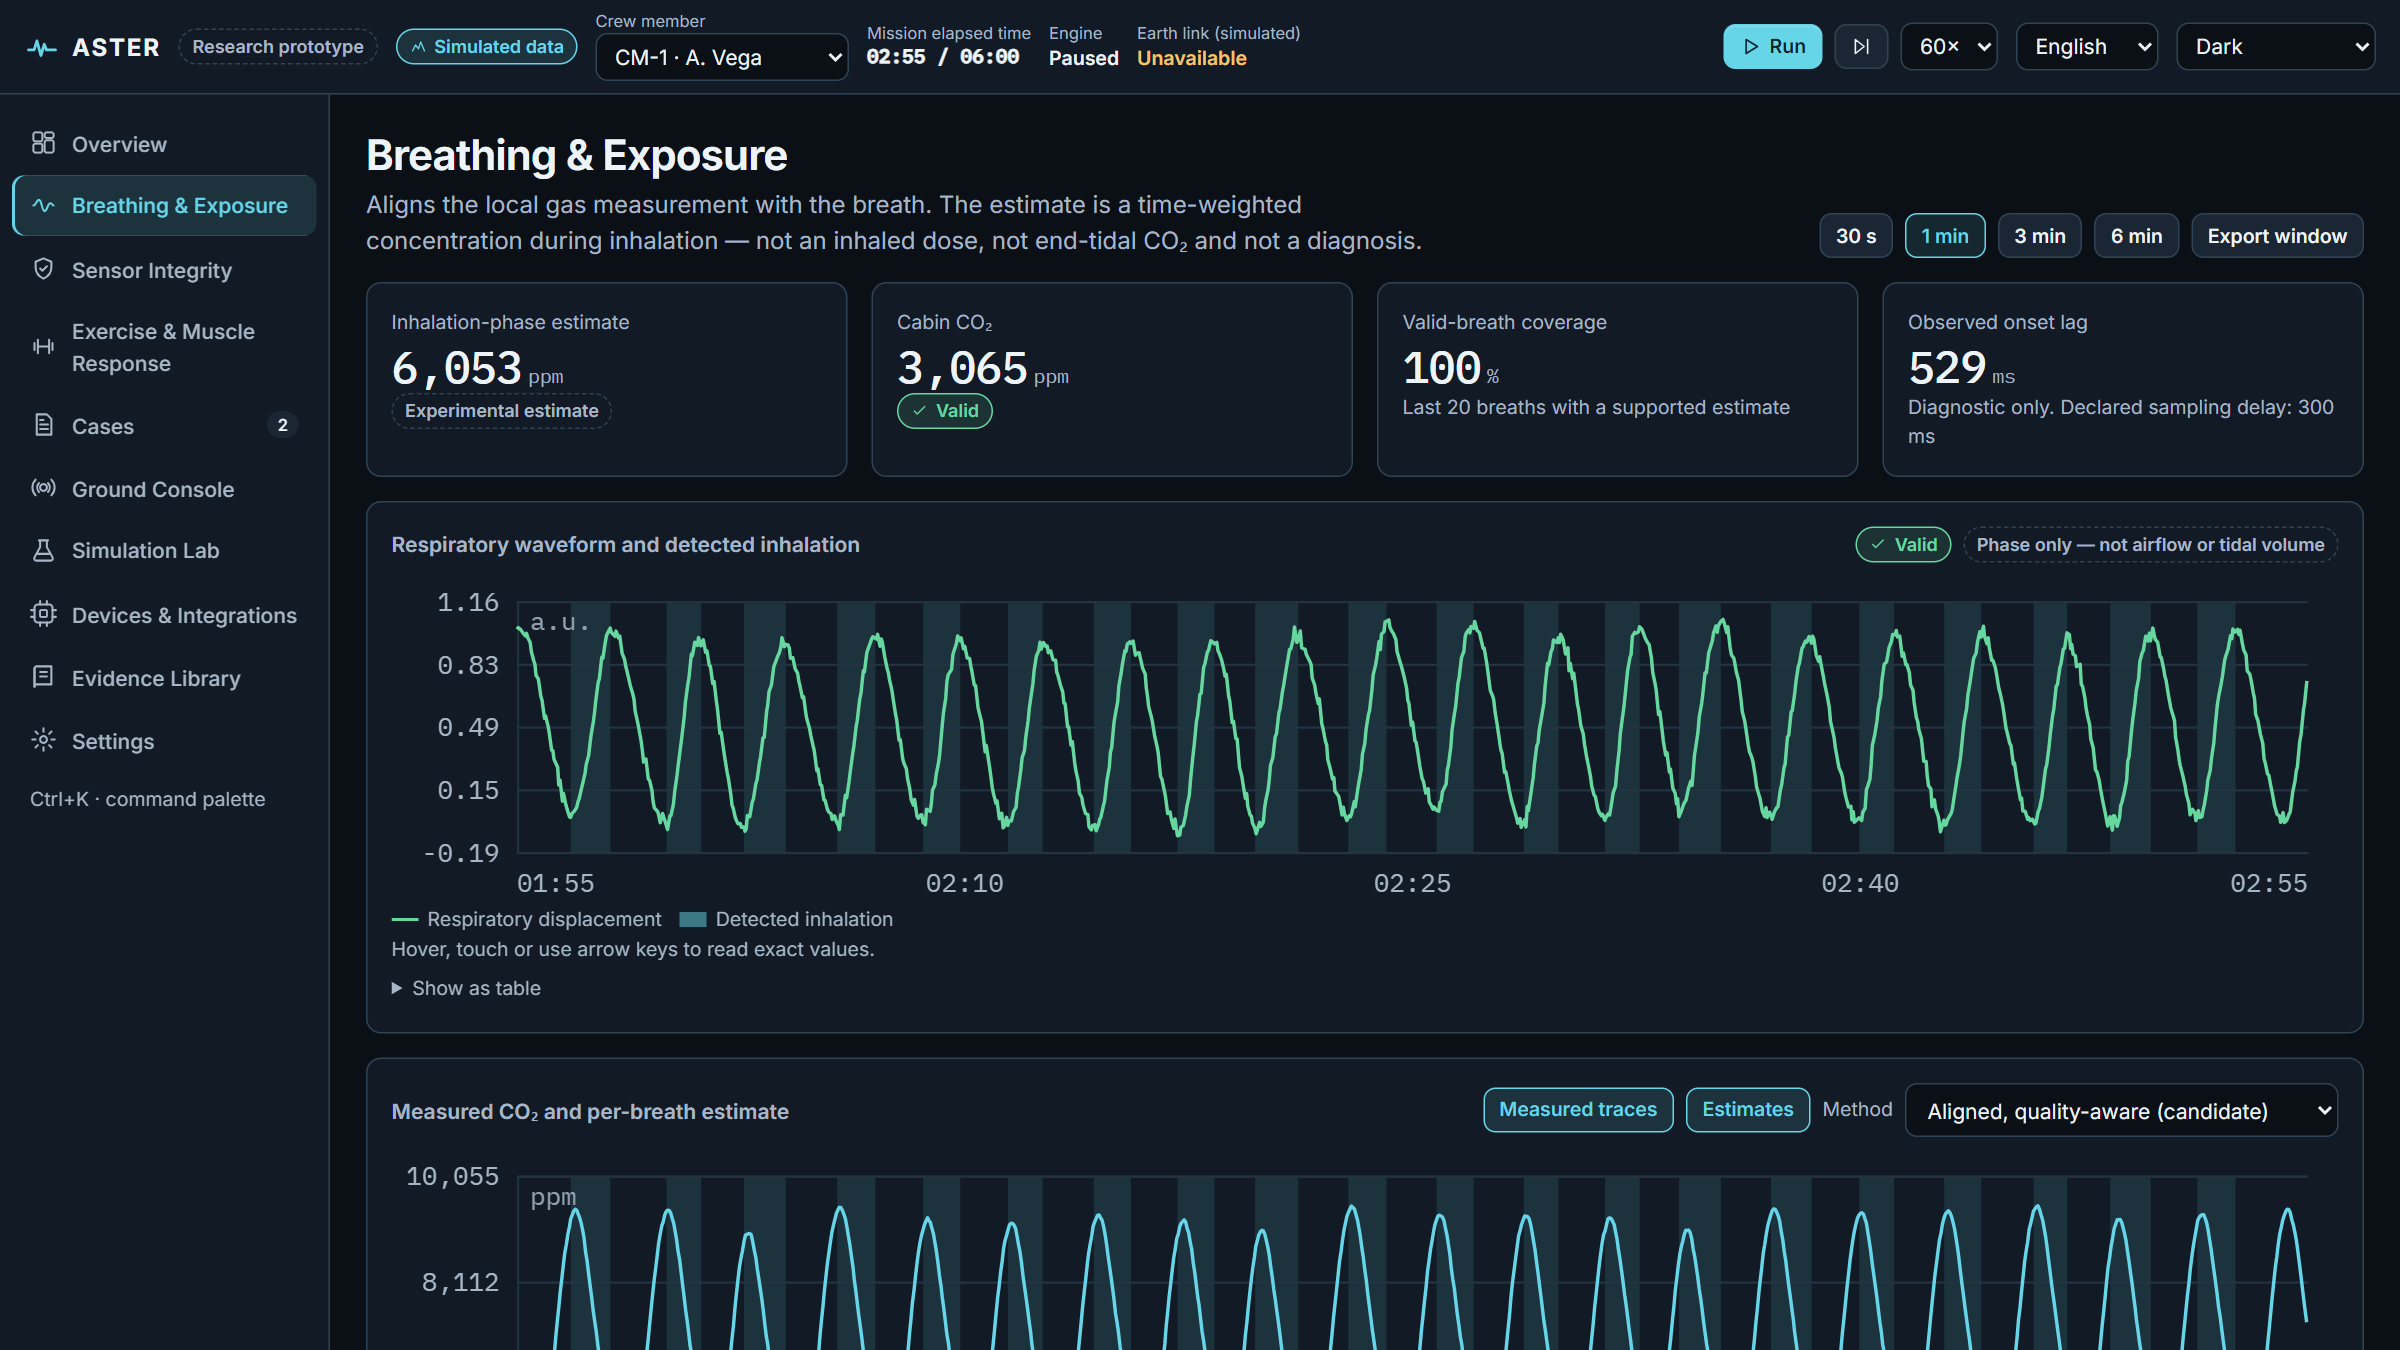 ASTER
Research prototype
Simulated data
Crew member
CM-1 · A. Vega
Mission elapsed time
02:55 / 06:00
Engine
Paused
Earth link (simulated)
Unavailable
Run
60×
English
Dark
Overview
Breathing & Exposure
Sensor Integrity
Exercise & Muscle
Response
Cases
2
Ground Console
Simulation Lab
Devices & Integrations
Evidence Library
Settings
Ctrl+K · command palette
Breathing & Exposure
Aligns the local gas measurement with the breath. The estimate is a time-weighted
concentration during inhalation — not an inhaled dose, not end-tidal CO₂ and not a diagnosis.
30 s
1 min
3 min
6 min
Export window
Inhalation-phase estimate
6,053 ppm
Experimental estimate
Cabin CO₂
3,065 ppm
Valid
Valid-breath coverage
100 %
Last 20 breaths with a supported estimate
Observed onset lag
529 ms
Diagnostic only. Declared sampling delay: 300
ms
Respiratory waveform and detected inhalation
Valid
Phase only — not airflow or tidal volume
1.16
a.u.
0.83
0.49
0.15
-0.19
01:55
02:10
02:25
02:40
02:55
Respiratory displacement
Detected inhalation
Hover, touch or use arrow keys to read exact values.
Show as table
Measured CO₂ and per-breath estimate
Measured traces
Estimates
Method
Aligned, quality-aware (candidate)
10,055
ppm
8,112